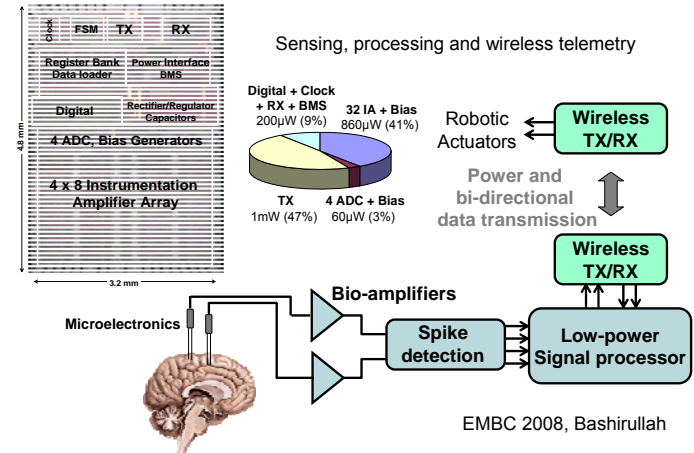 Clock
FSM
TX
RX
Register Bank
Data loader
Power Interface
BMS
Digital
Rectifier/Regulator
Capacitors
4 ADC, Bias Generators
4 x 8 Instrumentation
Amplifier Array
4.8 mm
3.2 mm
Sensing, processing and wireless telemetry
Digital + Clock
+ RX + BMS
200µW (9%)
32 IA + Bias
860µW (41%)
TX
1mW (47%)
4 ADC + Bias
60µW (3%)
Robotic
Actuators
Wireless
TX/RX
Power and
bi-directional
data transmission
Wireless
TX/RX
Bio-amplifiers
Microelectronics
Spike
detection
Low-power
Signal processor
EMBC 2008, Bashirullah